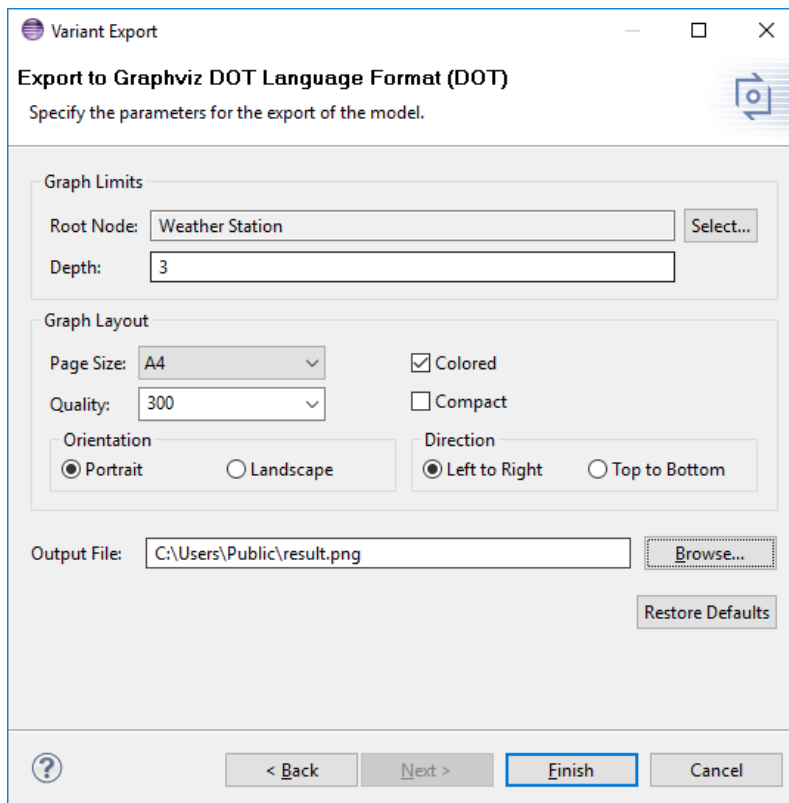 Variant Export
Export to Graphviz DOT Language Format (DOT)
Specify the parameters for the export of the model.
Graph Limits
Root Node: Weather Station Select...
Depth: 3
Graph Layout
Page Size: A4 Colored
Quality: 300 Compact
Orientation Direction
Portrait Landscape Left to Right Top to Bottom
Output File: C:\Users\Public\result.png Browse...
Restore Defaults
? < Back Next > Finish Cancel